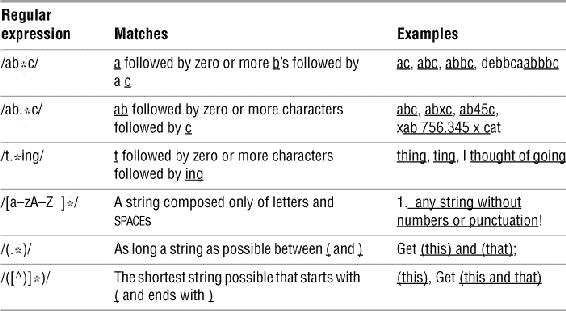 Regular
expression Matches Examples
/ab*c/ a followed by zero or more b's followed by ac, abc, abbc, debbcaabbbc
a c
/ab.*c/ ab followed by zero or more characters abc, abxc, ab45c,
followed by c xab 756.345 x cat
/t.*ing/ t followed by zero or more characters thing, ting, I thought of going
followed by ing
/[a–zA–Z ]*/ A string composed only of letters and 1. any string without
SPACEs numbers or punctuation!
/(.*)/ As long a string as possible between ( and ) Get (this) and (that);
/([^)]*)/ The shortest string possible that starts with (this), Get (this and that)
( and ends with )